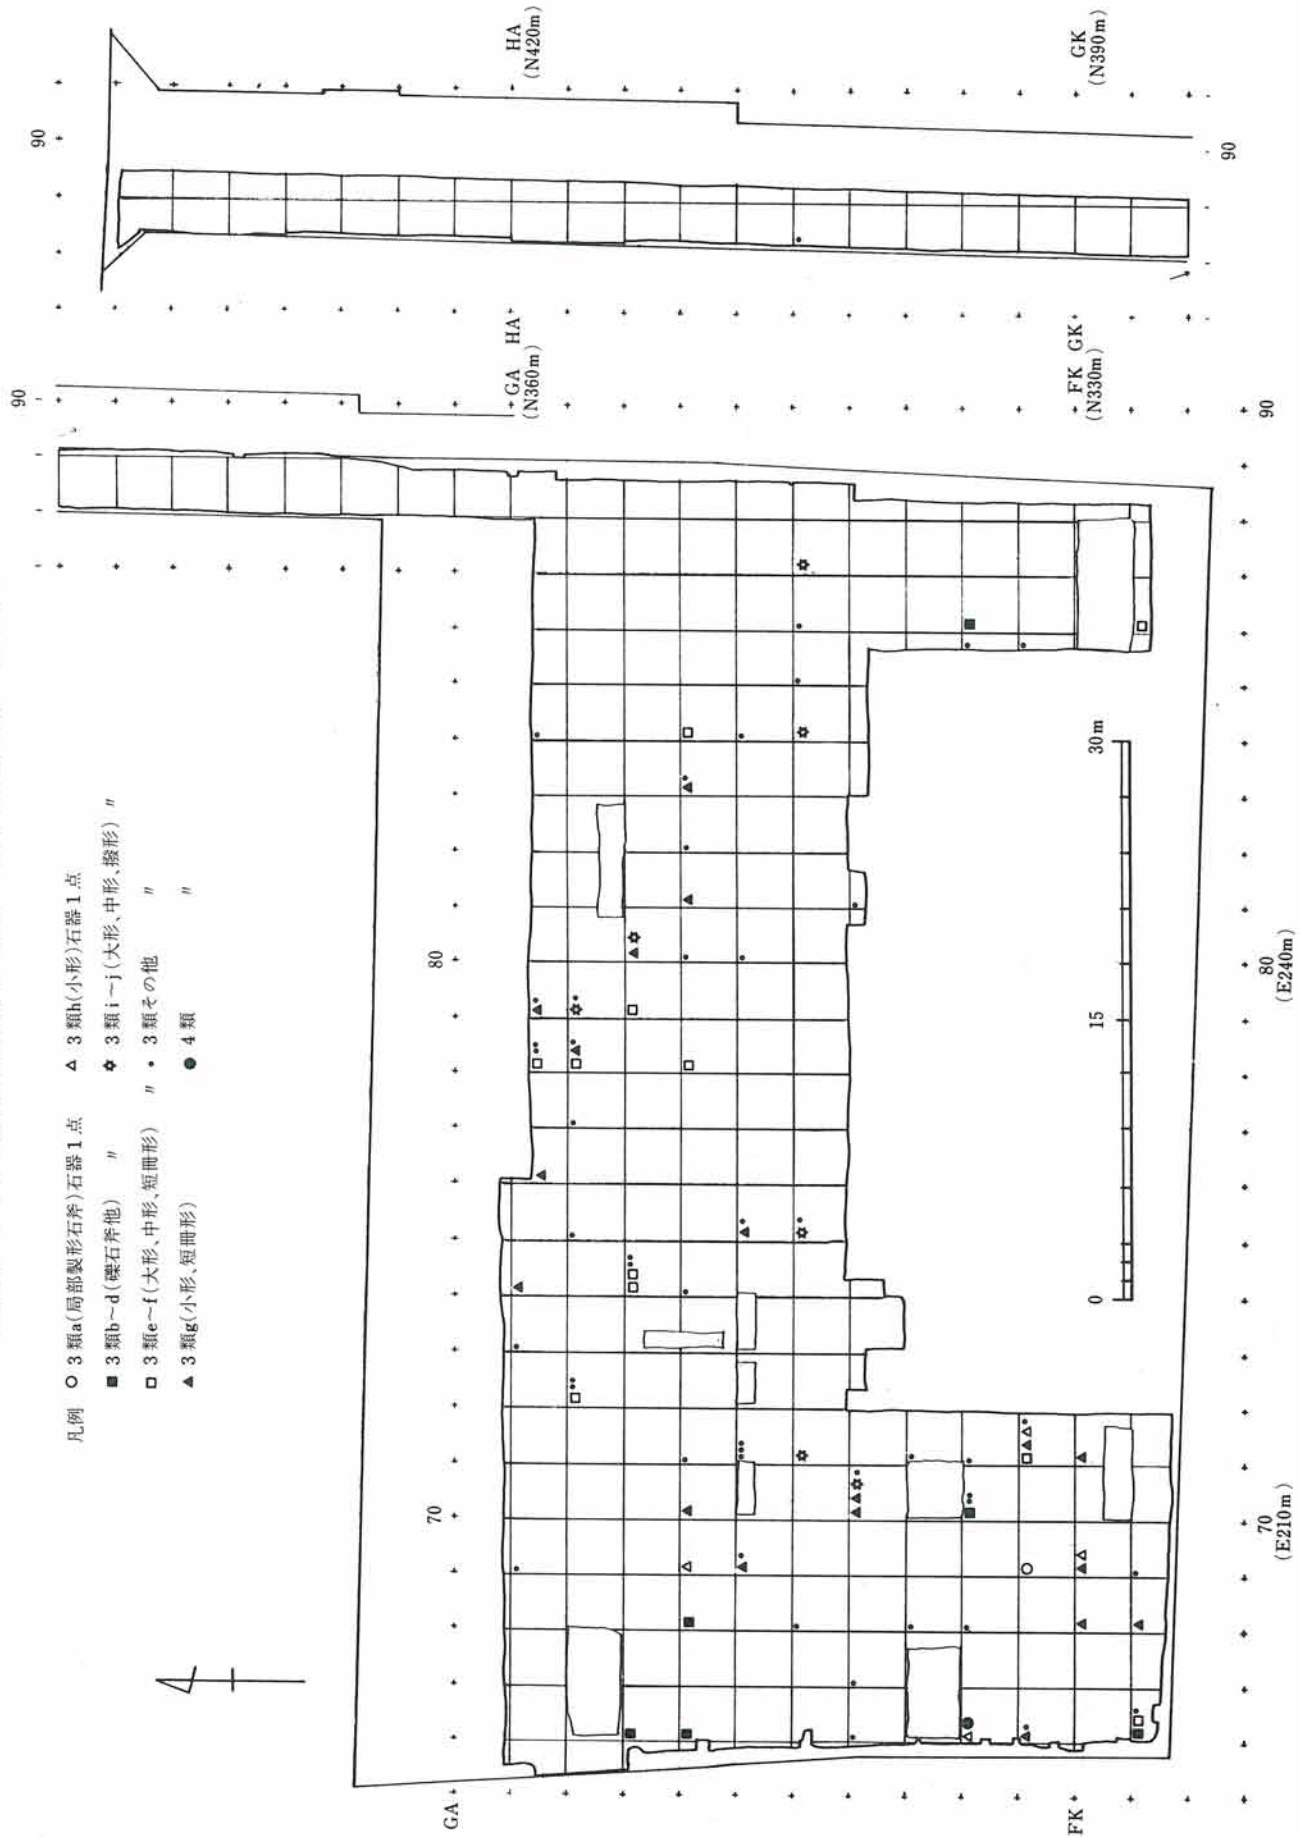 凡例 ○ 3類a(局部製形石斧)石器1点
■ 3類b~d(礫石斧他) 〃
□ 3類e~f(大形、中形、短冊形) 〃
▲ 3類g(小形、短冊形)
△ 3類h(小形)石器1点
✡ 3類i~j(大形、中形、撥形) 〃
• 3類その他 〃
● 4類 〃
90
90
HA
(N420m)
GK
(N390m)
90
GA HA
(N360m)
FK GK
(N330m)
90
80
80
(E240m)
70
70
(E210m)
GA
FK
0
15
30m